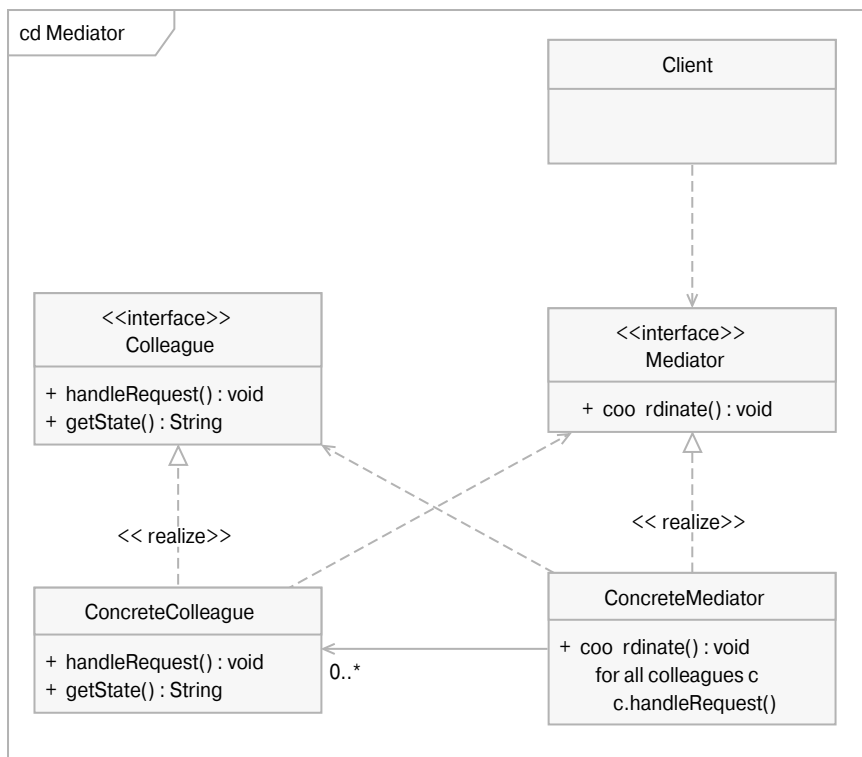 cd Mediator
Client
<<interface>>
Colleague
+ handleRequest() : void
+ getState() : String
<<interface>>
Mediator
+ coo rdinate() : void
<< realize>>
<< realize>>
ConcreteColleague
+ handleRequest() : void
+ getState() : String
0..*
ConcreteMediator
+ coo rdinate() : void
for all colleagues c
c.handleRequest()